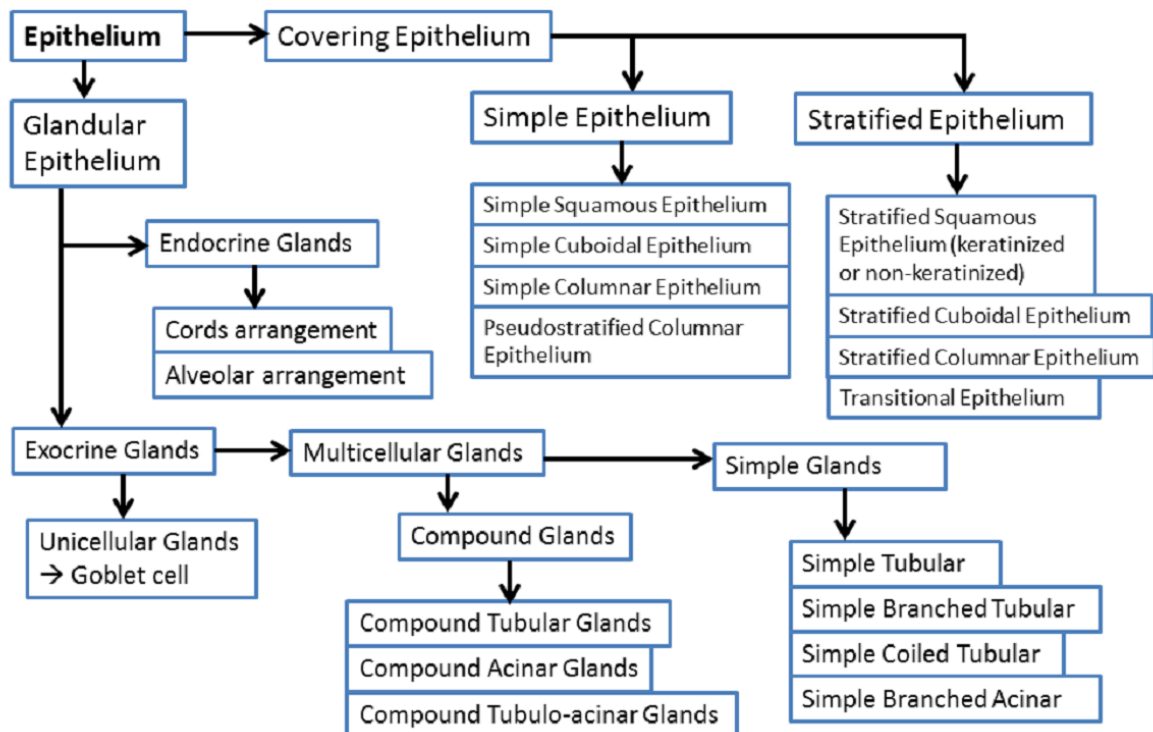 Epithelium
Covering Epithelium
Glandular
Epithelium
Simple Epithelium
Stratified Epithelium
Simple Squamous Epithelium
Simple Cuboidal Epithelium
Simple Columnar Epithelium
Pseudostratified Columnar
Epithelium
Stratified Squamous
Epithelium (keratinized
or non-keratinized)
Stratified Cuboidal Epithelium
Stratified Columnar Epithelium
Transitional Epithelium
Endocrine Glands
Cords arrangement
Alveolar arrangement
Exocrine Glands
Multicellular Glands
Simple Glands
Unicellular Glands
→ Goblet cell
Compound Glands
Compound Tubular Glands
Compound Acinar Glands
Compound Tubulo-acinar Glands
Simple Tubular
Simple Branched Tubular
Simple Coiled Tubular
Simple Branched Acinar